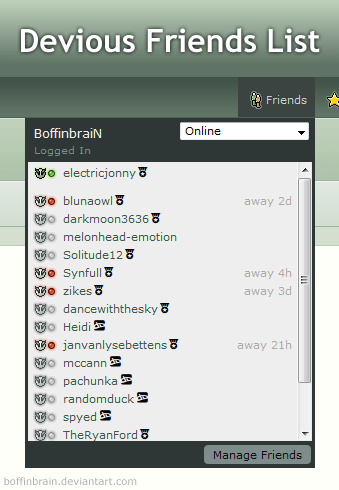 Devious Friends List
Friends
BoffinbraiN
Online
Logged In
electricjonny
blunaowl away 2d
darkmoon3636
melonhead-emotion
Solitude12
Synfull away 4h
zikes away 3d
dancewiththesky
Heidi
janvanlysebettens away 21h
mccann
pachunka
randomduck
spyed
TheRyanFord
Manage Friends
boffinbrain.deviantart.com